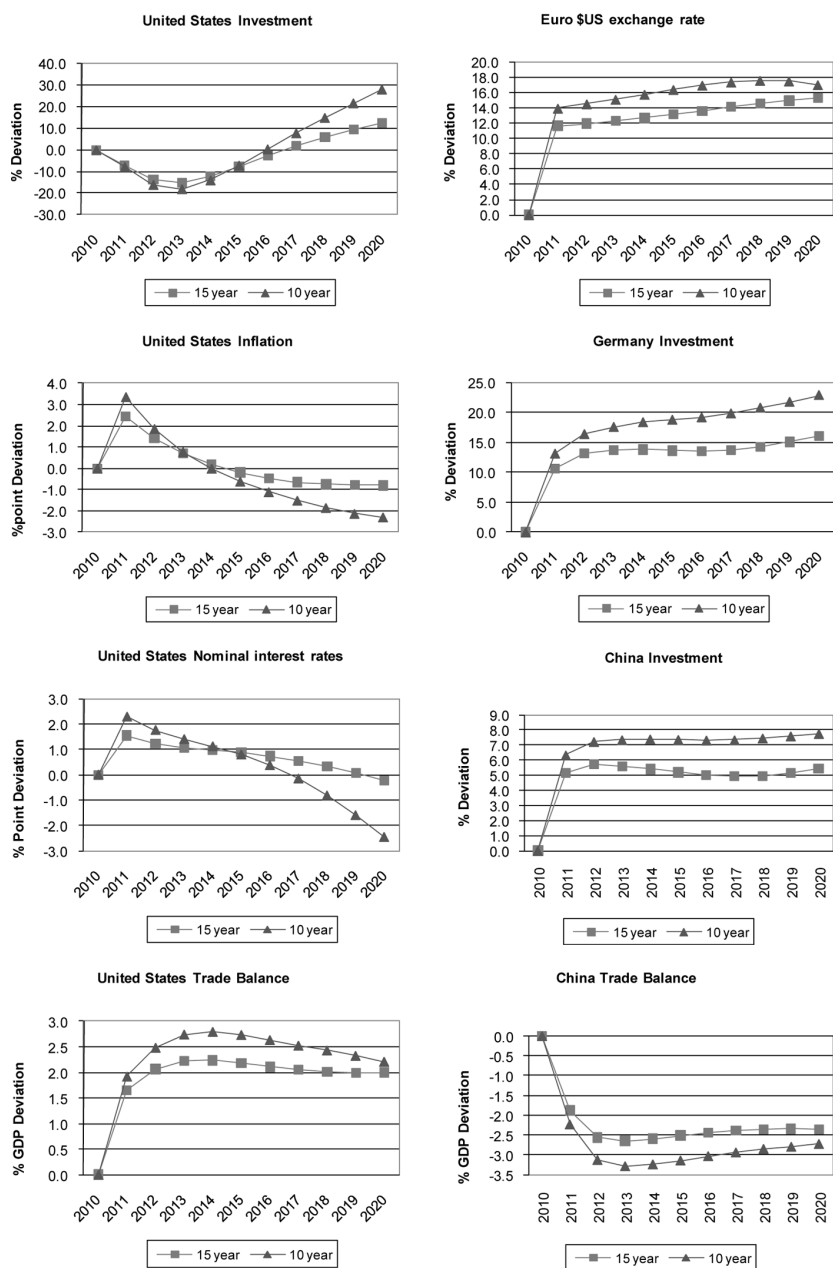 United States Investment
% Deviation
40.0
30.0
20.0
10.0
0.0
-10.0
-20.0
-30.0
2010 2011 2012 2013 2014 2015 2016 2017 2018 2019 2020
15 year 10 year
Euro $US exchange rate
% Deviation
20.0
18.0
16.0
14.0
12.0
10.0
8.0
6.0
4.0
2.0
0.0
2010 2011 2012 2013 2014 2015 2016 2017 2018 2019 2020
15 year 10 year
United States Inflation
%point Deviation
4.0
3.0
2.0
1.0
0.0
-1.0
-2.0
-3.0
2010 2011 2012 2013 2014 2015 2016 2017 2018 2019 2020
15 year 10 year
Germany Investment
% Deviation
25.0
20.0
15.0
10.0
5.0
0.0
2010 2011 2012 2013 2014 2015 2016 2017 2018 2019 2020
15 year 10 year
United States Nominal interest rates
% Point Deviation
3.0
2.0
1.0
0.0
-1.0
-2.0
-3.0
2010 2011 2012 2013 2014 2015 2016 2017 2018 2019 2020
15 year 10 year
China Investment
% Deviation
9.0
8.0
7.0
6.0
5.0
4.0
3.0
2.0
1.0
0.0
2010 2011 2012 2013 2014 2015 2016 2017 2018 2019 2020
15 year 10 year
United States Trade Balance
% GDP Deviation
3.0
2.5
2.0
1.5
1.0
0.5
0.0
2010 2011 2012 2013 2014 2015 2016 2017 2018 2019 2020
15 year 10 year
China Trade Balance
% GDP Deviation
0.0
-0.5
-1.0
-1.5
-2.0
-2.5
-3.0
-3.5
2010 2011 2012 2013 2014 2015 2016 2017 2018 2019 2020
15 year 10 year